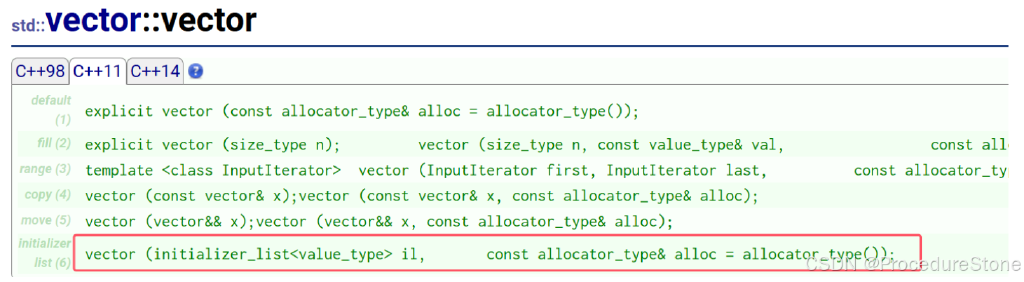 std::vector::vector
C++98 C++11 C++14 ?
default
(1)
explicit vector (const allocator_type& alloc = allocator_type());
fill (2) explicit vector (size_type n); vector (size_type n, const value_type& val, const all
range (3) template <class InputIterator> vector (InputIterator first, InputIterator last, const allocator_typ
copy (4) vector (const vector& x);vector (const vector& x, const allocator_type& alloc);
move (5) vector (vector&& x);vector (vector&& x, const allocator_type& alloc);
initializer
list (6)
vector (initializer_list<value_type> il, const allocator_type& alloc = allocator_type());
CSDN @ProcedureStone